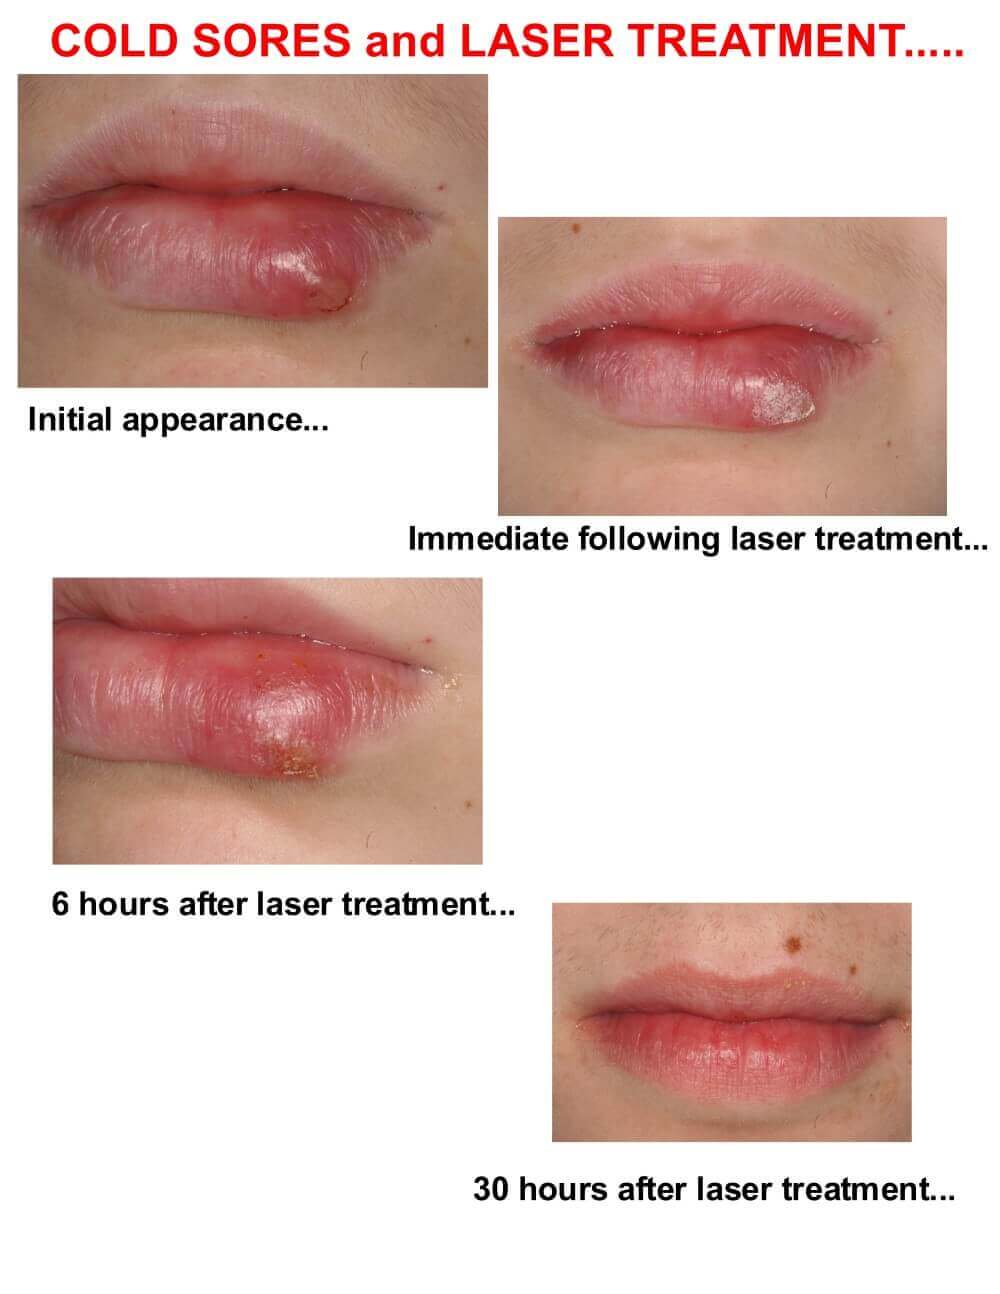 COLD SORES and LASER TREATMENT.....
Initial appearance...
Immediate following laser treatment...
6 hours after laser treatment...
30 hours after laser treatment...